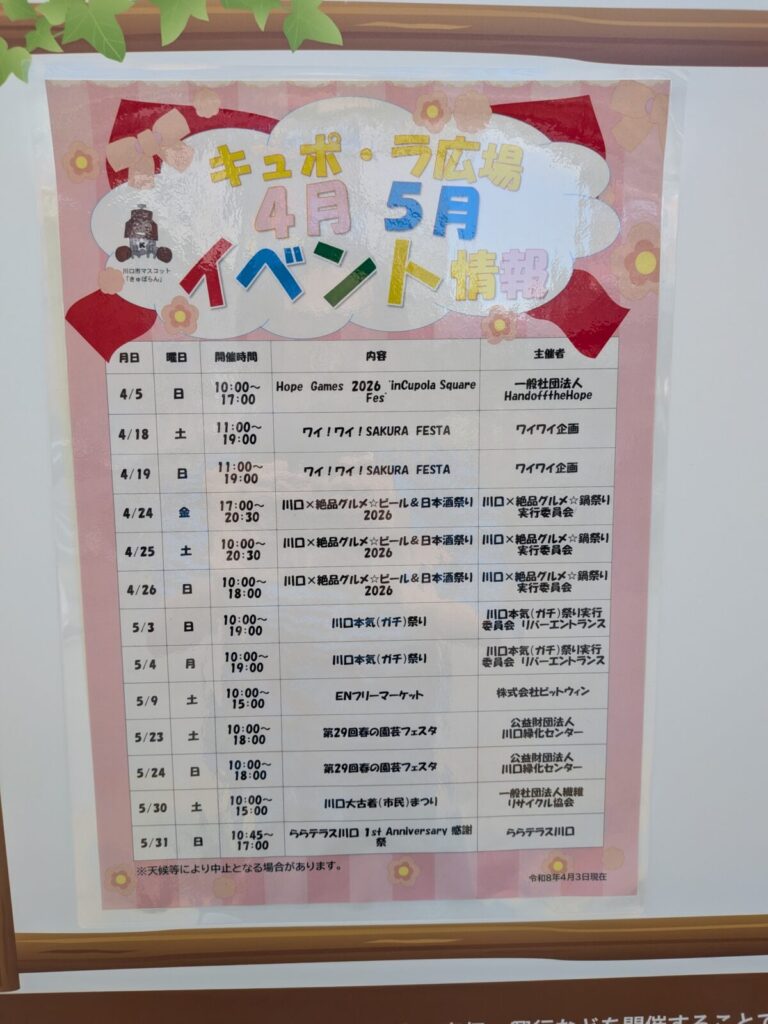 キュポ・ラ広場
4月 5月
イベント情報
K
川口市マスコット
「きゅぽらん」
月日 曜日 開催時間 内容 主催者
4/5 日 10:00～17:00 Hope Games 2026 'inCupola Square Fes' 一般社団法人 HandofftheHope
4/18 土 11:00～19:00 ワイ！ワイ！SAKURA FESTA ワイワイ企画
4/19 日 11:00～19:00 ワイ！ワイ！SAKURA FESTA ワイワイ企画
4/24 金 17:00～20:30 川口×絶品グルメ☆ビール＆日本酒祭り2026 川口×絶品グルメ☆鍋祭り実行委員会
4/25 土 10:00～20:30 川口×絶品グルメ☆ビール＆日本酒祭り2026 川口×絶品グルメ☆鍋祭り実行委員会
4/26 日 10:00～18:00 川口×絶品グルメ☆ビール＆日本酒祭り2026 川口×絶品グルメ☆鍋祭り実行委員会
5/3 日 10:00～19:00 川口本気(ガチ)祭り 川口本気(ガチ)祭り実行委員会 リバーエントランス
5/4 月 10:00～19:00 川口本気(ガチ)祭り 川口本気(ガチ)祭り実行委員会 リバーエントランス
5/9 土 10:00～15:00 ENフリーマーケット 株式会社ビットウィン
5/23 土 10:00～18:00 第29回春の園芸フェスタ 公益財団法人 川口緑化センター
5/24 日 10:00～18:00 第29回春の園芸フェスタ 公益財団法人 川口緑化センター
5/30 土 10:00～15:00 川口大古着(市民)まつり 一般社団法人繊維リサイクル協会
5/31 日 10:45～17:00 ららテラス川口 1st Anniversary 感謝祭 ららテラス川口
※天候等により中止となる場合があります。
令和8年4月3日現在
興行などを開催することで